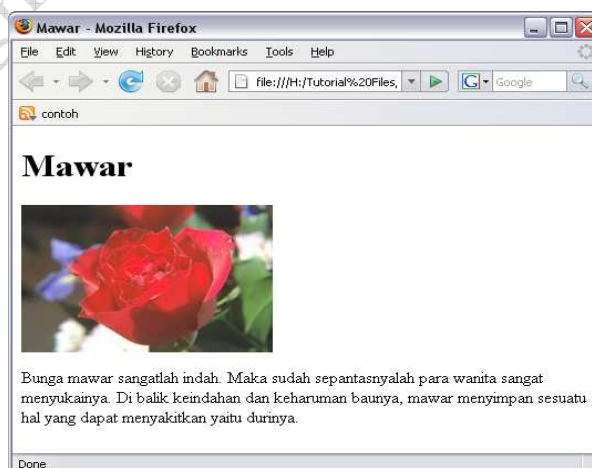 Mawar - Mozilla Firefox
File Edit View History Bookmarks Tools Help
file:///H:/Tutorial%20Files, G Google
contoh
Mawar
Bunga mawar sangatlah indah. Maka sudah sepantasnyalah para wanita sangat
menyukainya. Di balik keindahan dan keharuman baunya, mawar menyimpan sesuatu
hal yang dapat menyakitkan yaitu durinya.
Done